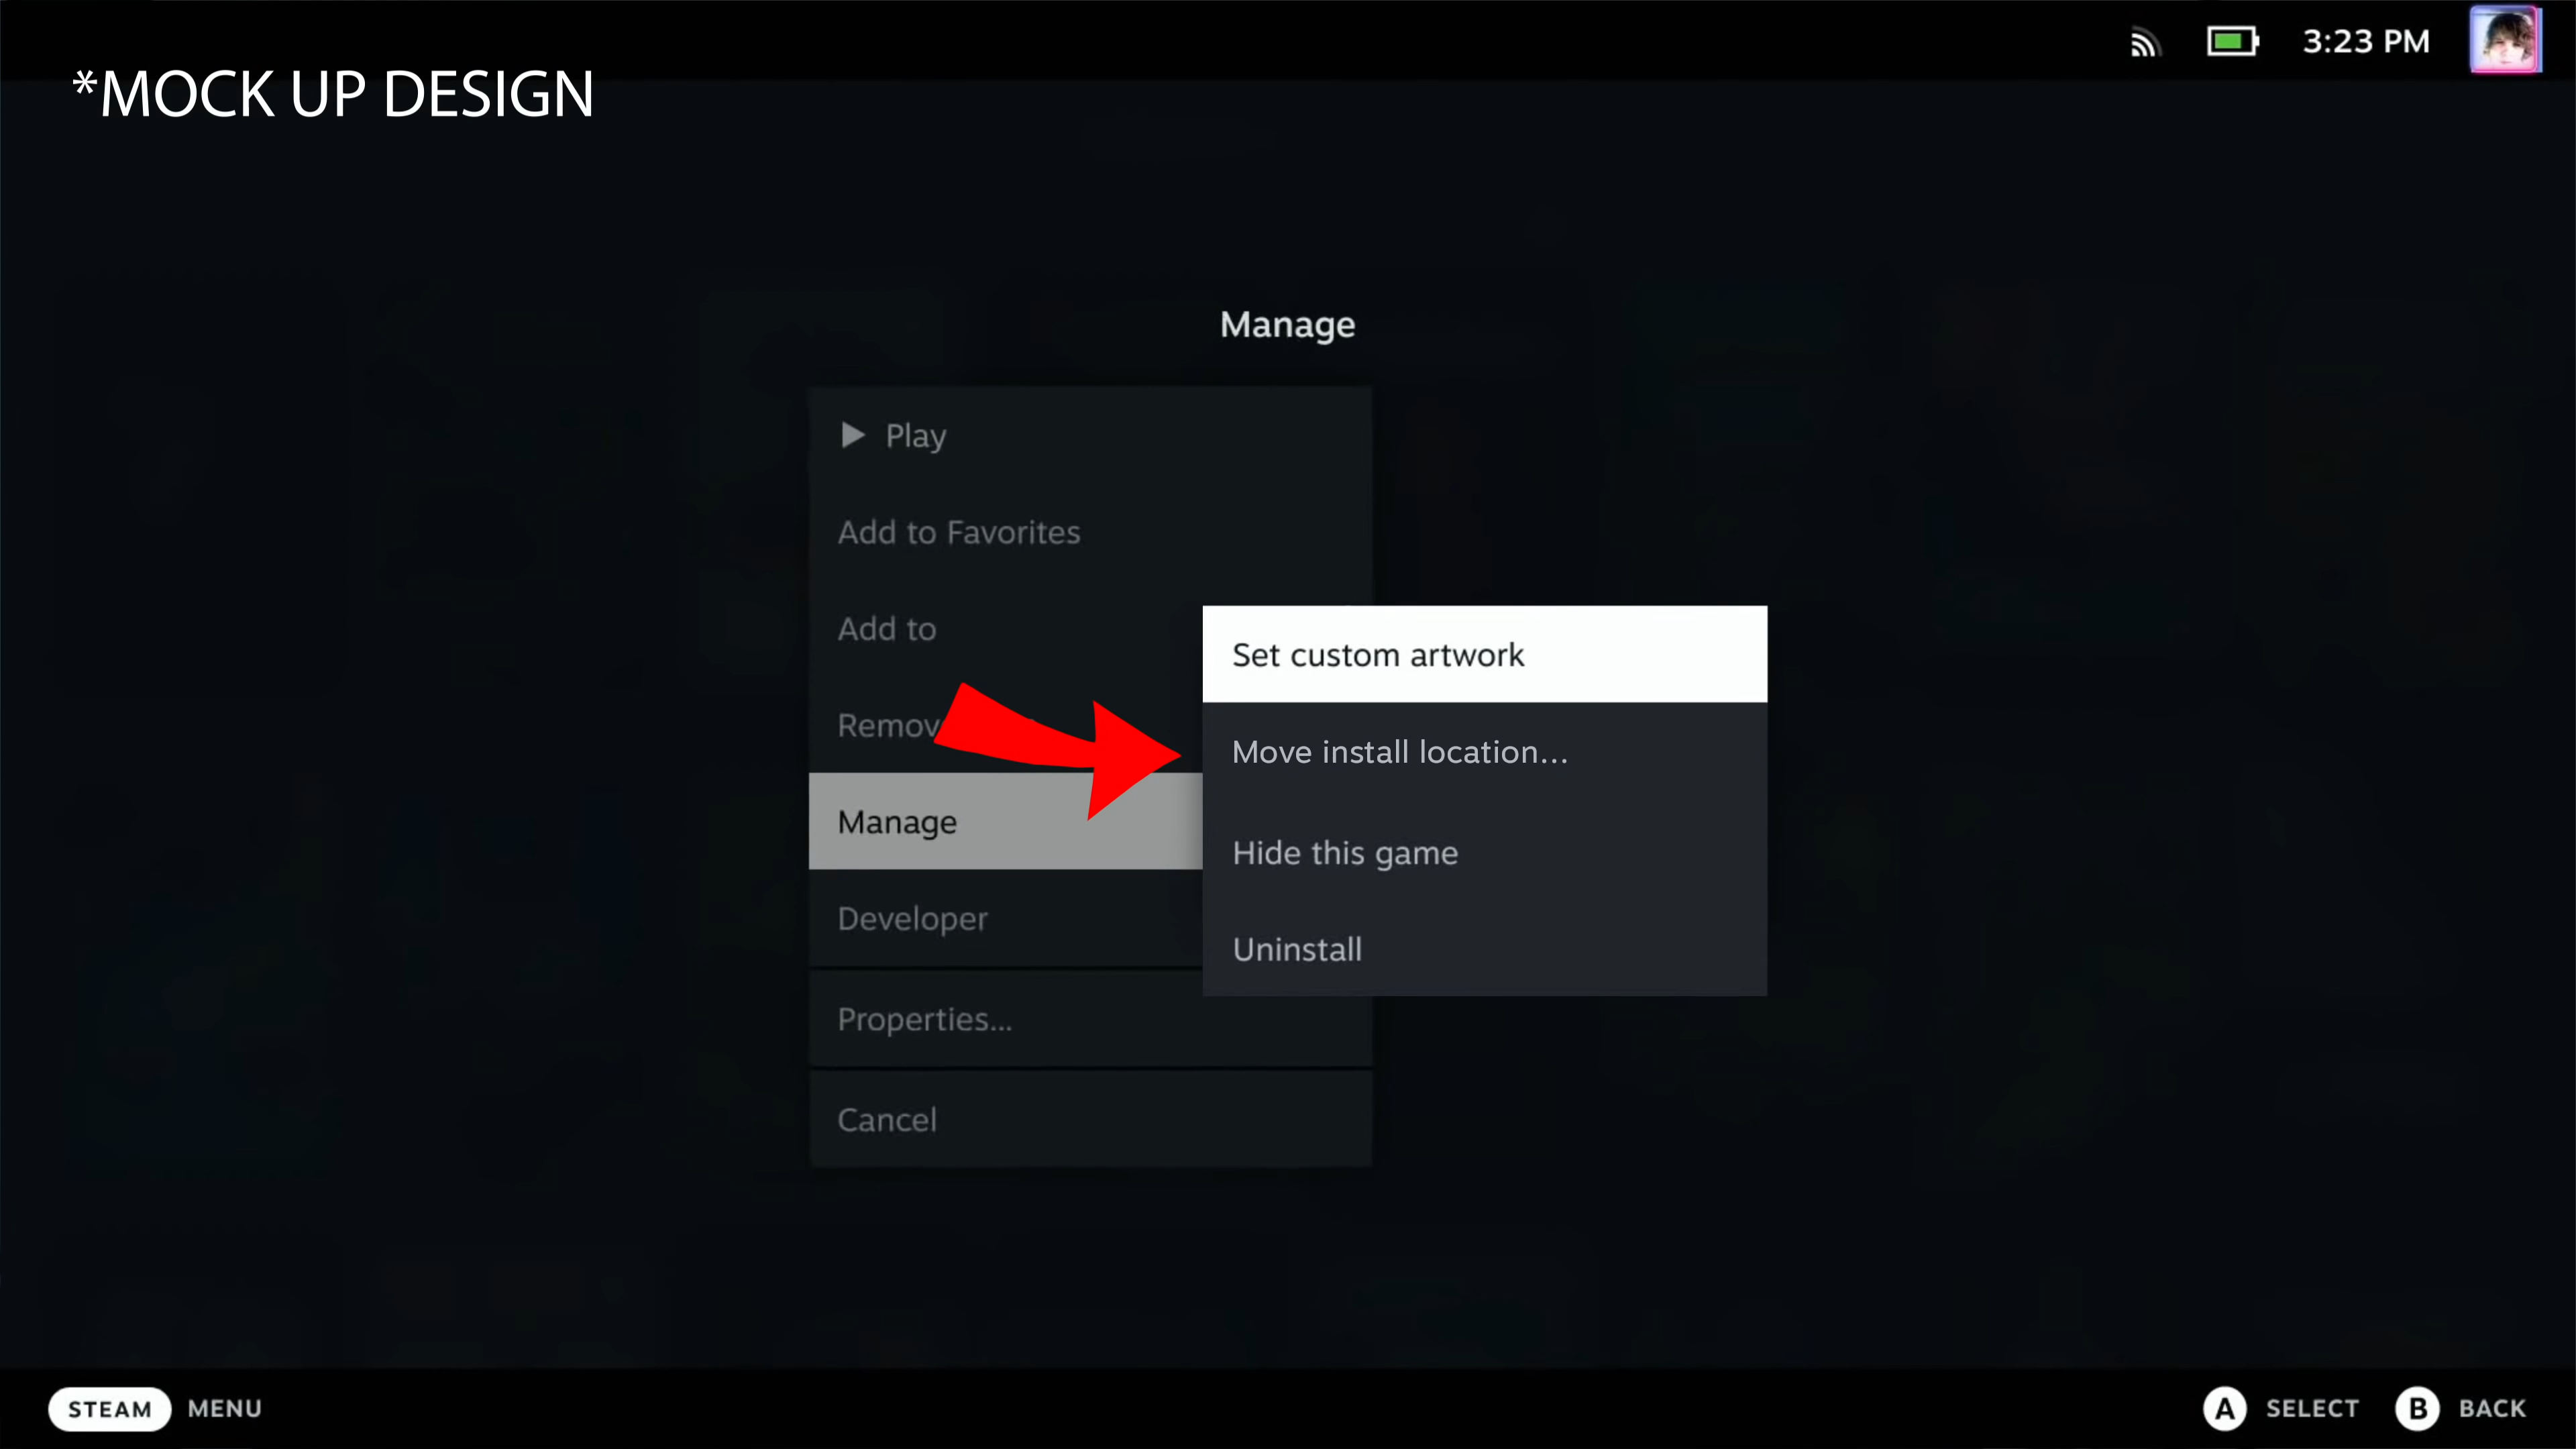 3:23 PM
*MOCK UP DESIGN
Manage
Play
Add to Favorites
Add to
Set custom artwork
Move install location...
Manage
Hide this game
Developer
Uninstall
Properties...
Cancel
STEAM MENU
A SELECT B BACK